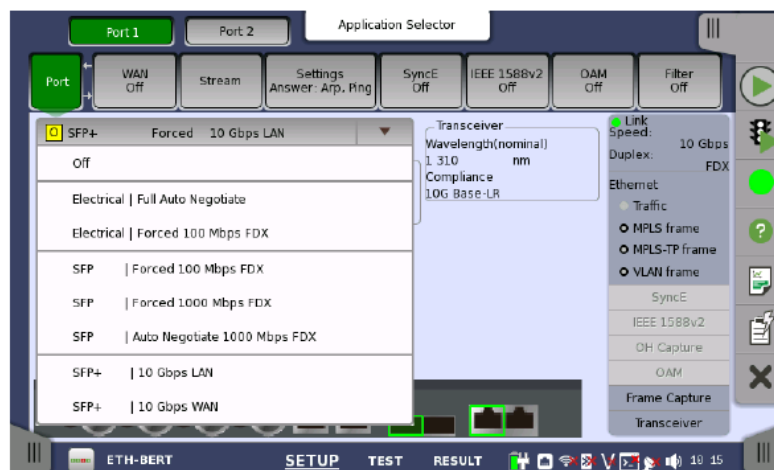 Port 1
Port 2
Application Selector
Port
WAN
Off
Stream
Settings
Answer: Arp, Ping
SyncE
Off
IEEE 1588v2
Off
OAM
Off
Filter
Off
SFP+ Forced 10 Gbps LAN
Off
Electrical | Full Auto Negotiate
Electrical | Forced 100 Mbps FDX
SFP | Forced 100 Mbps FDX
SFP | Forced 1000 Mbps FDX
SFP | Auto Negotiate 1000 Mbps FDX
SFP+ | 10 Gbps LAN
SFP+ | 10 Gbps WAN
Transceiver
Wavelength(nominal)
1 310 nm
Compliance
10G Base-LR
Link
Speed:
10 Gbps
Duplex:
FDX
Ethernet
Traffic
MPLS frame
MPLS-TP frame
VLAN frame
SyncE
IEEE 1588v2
OH Capture
OAM
Frame Capture
Transceiver
ETH-BERT
SETUP
TEST
RESULT
18 15